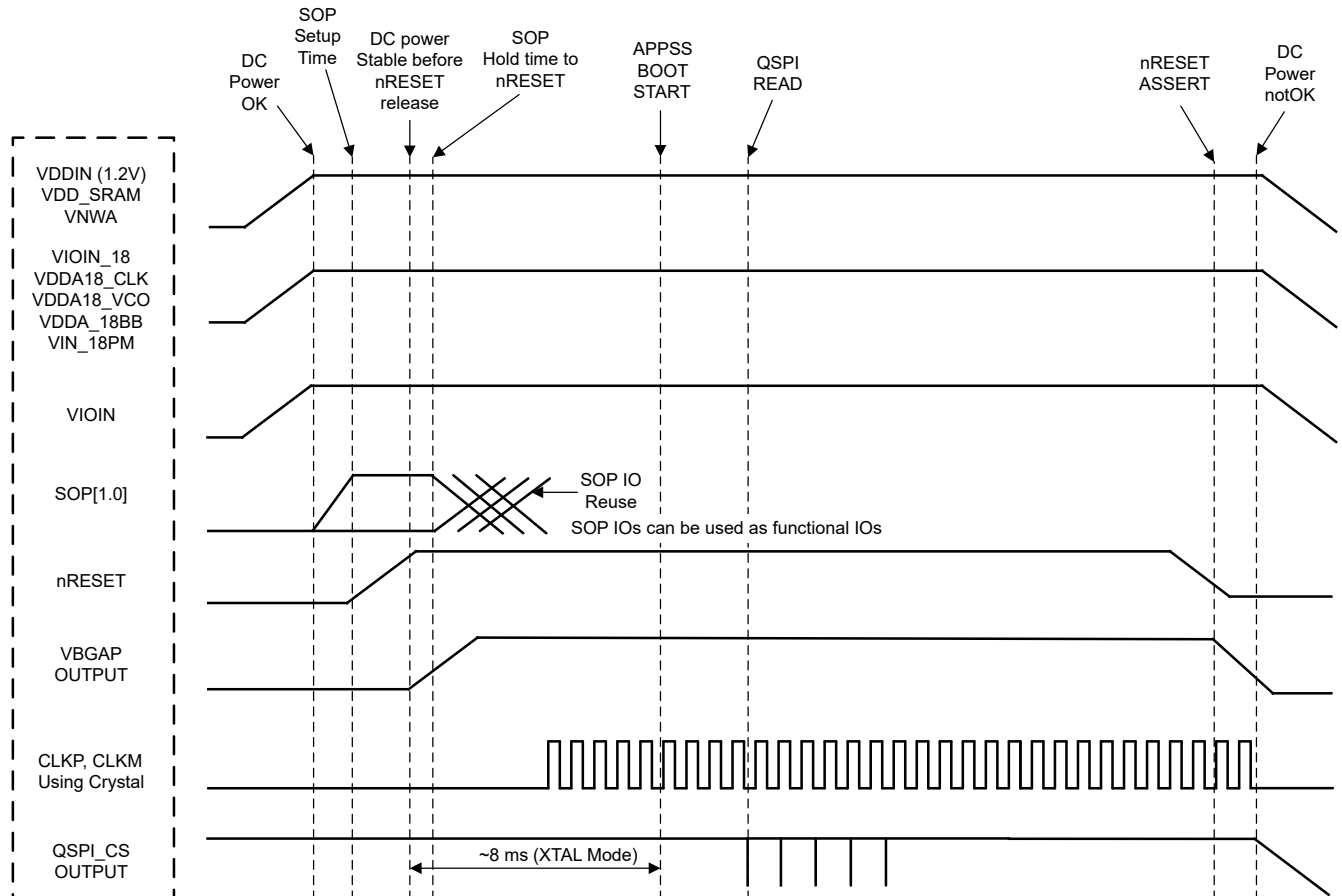 DC
Power
OK
SOP
Setup
Time
DC power
Stable before
nRESET
release
SOP
Hold time to
nRESET
APPSS
BOOT
START
QSPI
READ
nRESET
ASSERT
DC
Power
notOK
VDDIN (1.2V)
VDD_SRAM
VNWA
VIOIN_18
VDDA18_CLK
VDDA18_VCO
VDDA_18BB
VIN_18PM
VIOIN
SOP[1.0]
SOP IO
Reuse
SOP IOs can be used as functional IOs
nRESET
VBGAP
OUTPUT
CLKP, CLKM
Using Crystal
QSPI_CS
OUTPUT
~8 ms (XTAL Mode)